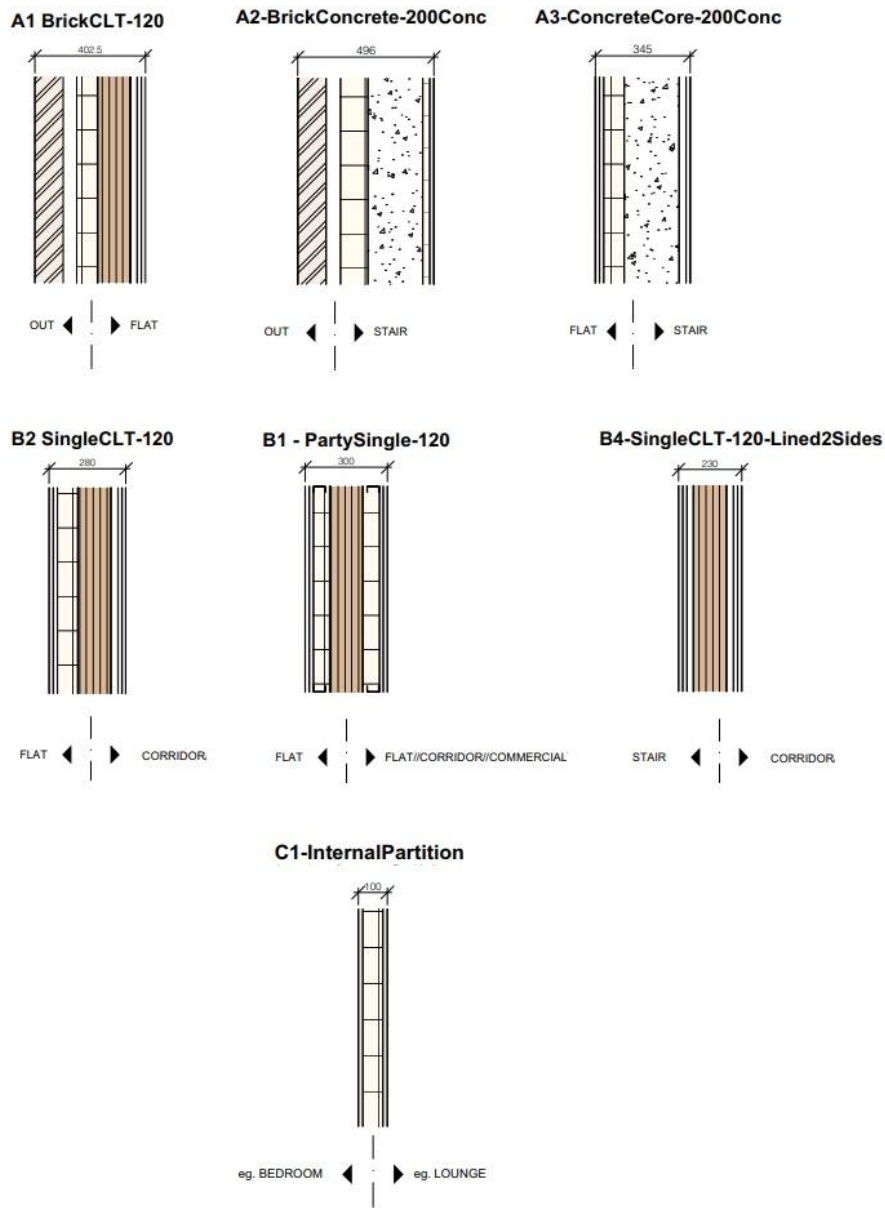 A1 BrickCLT-120
A2-BrickConcrete-200Conc
A3-ConcreteCore-200Conc
402.5
496
345
OUT
FLAT
OUT
STAIR
FLAT
STAIR
B2 SingleCLT-120
B1 - PartySingle-120
B4-SingleCLT-120-Lined2Sides
280
300
230
FLAT
CORRIDOR
FLAT
FLAT//CORRIDOR//COMMERCIAL
STAIR
CORRIDOR
C1-InternalPartition
100
eg. BEDROOM
eg. LOUNGE